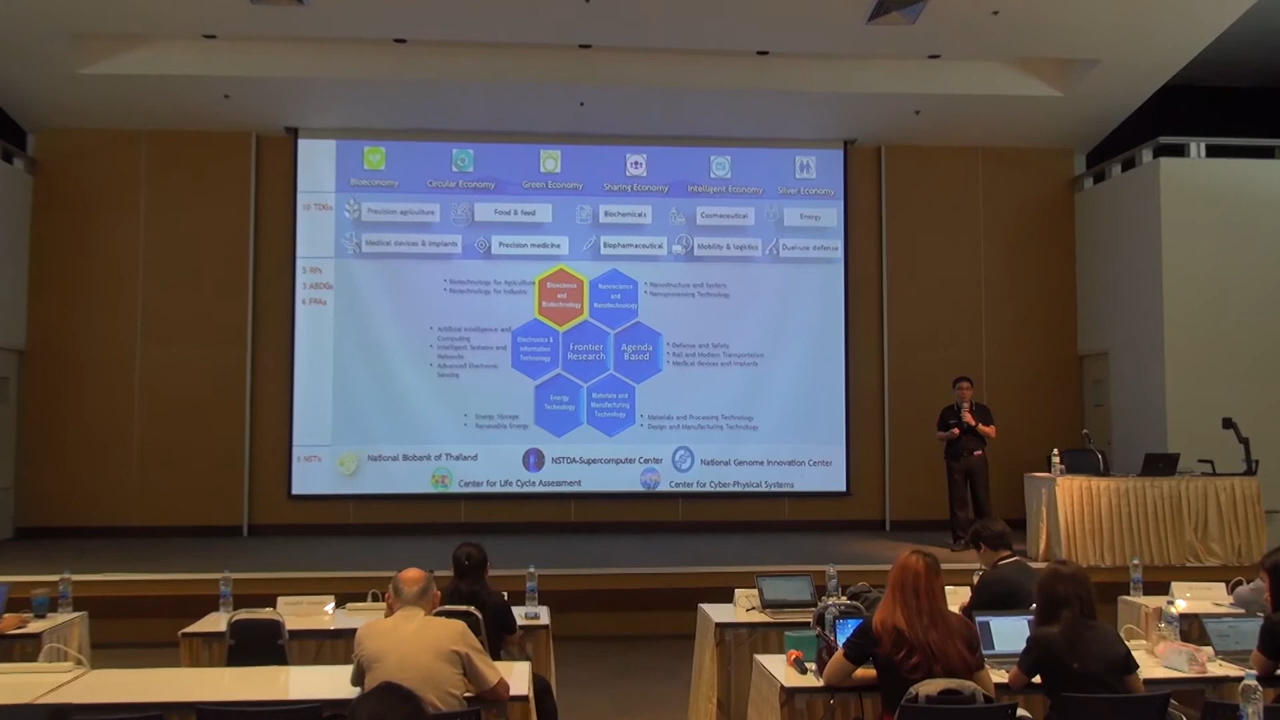 Bioeconomy
Circular Economy
Green Economy
Sharing Economy
Intelligent Economy
Silver Economy
10 TDGs
Precision agriculture
Food & feed
Biochemicals
Cosmeceutical
Energy
Medical devices & implants
Precision medicine
Biopharmaceutical
Mobility & logistics
Dual-use defense
5 RPs
3 ABDGs
6 FRAs
• Biotechnology for Agriculture
• Biotechnology for Industry
Bioscience
and
Biotechnology
Nanoscience
and
Nanotechnology
• Nanostructure and System
• Nanoprocessing Technology
• Artificial Intelligence and
Computing
• Intelligent Systems and
Networks
• Advanced Electronic
Sensing
Electronics &
Information
Technology
Frontier
Research
Agenda
Based
• Defense and Safety
• Rail and Modern Transportation
• Medical devices and Implants
• Energy Storage
• Renewable Energy
Energy
Technology
Materials and
Manufacturing
Technology
• Materials and Processing Technology
• Design and Manufacturing Technology
National Biobank of Thailand
NSTDA-Supercomputer Center
National Genome Innovation Center
Center for Life Cycle Assessment
Center for Cyber-Physical Systems